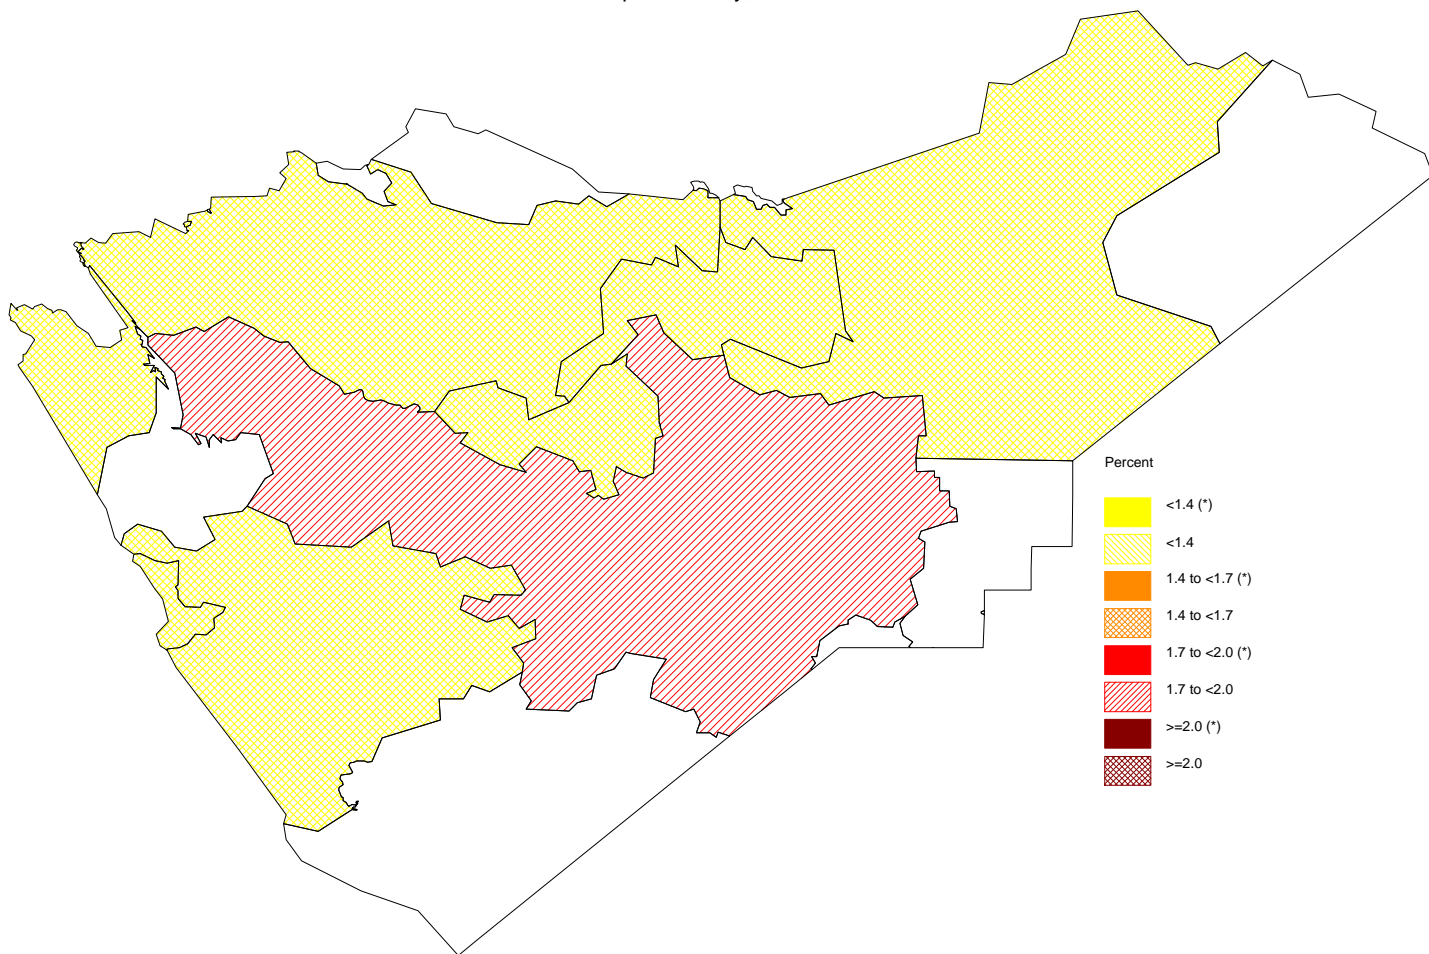 Percent
<1.4 (*)
<1.4
1.4 to <1.7 (*)
1.4 to <1.7
1.7 to <2.0 (*)
1.7 to <2.0
>=2.0 (*)
>=2.0